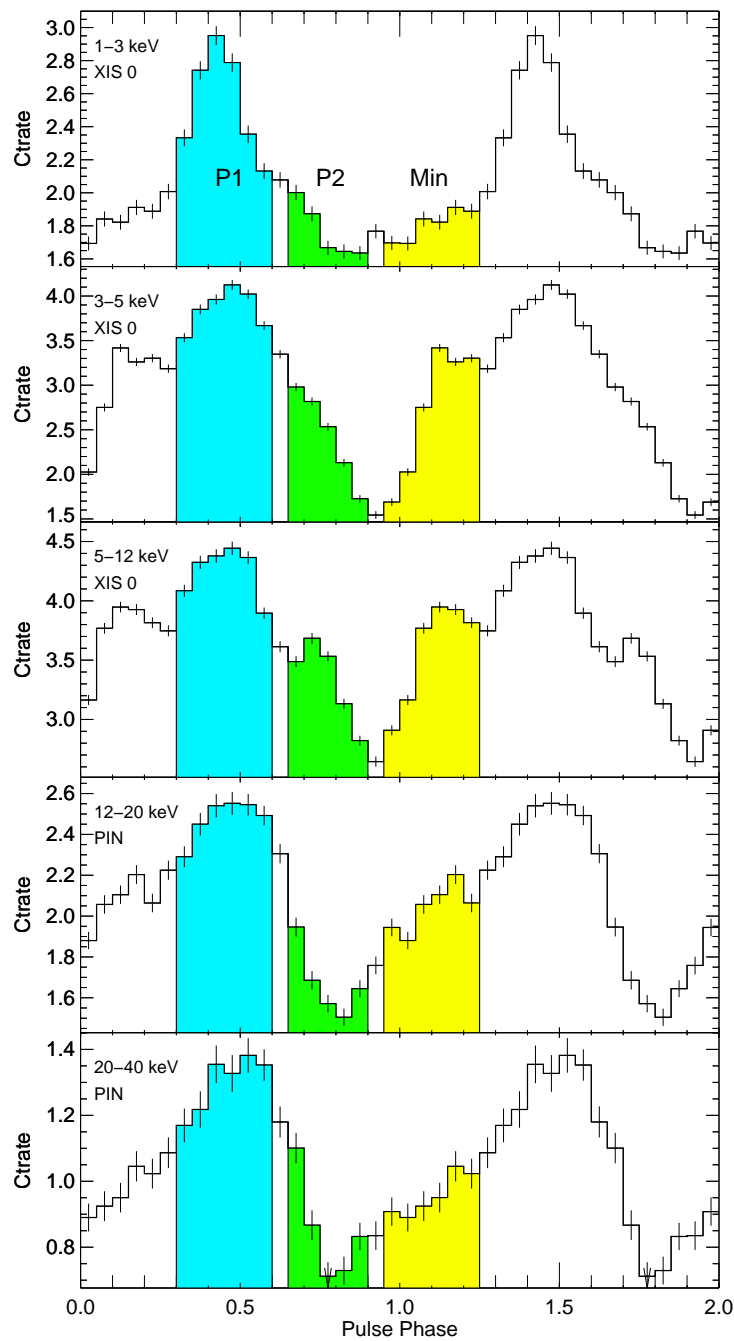 1–3 keV
XIS 0
Ctrate
3.0
2.8
2.6
2.4
2.2
2.0
1.8
1.6
P1
P2
Min
3–5 keV
XIS 0
Ctrate
4.0
3.5
3.0
2.5
2.0
1.5
5–12 keV
XIS 0
Ctrate
4.5
4.0
3.5
3.0
12–20 keV
PIN
Ctrate
2.6
2.4
2.2
2.0
1.8
1.6
20–40 keV
PIN
Ctrate
1.4
1.2
1.0
0.8
0.0 0.5 1.0 1.5 2.0
Pulse Phase